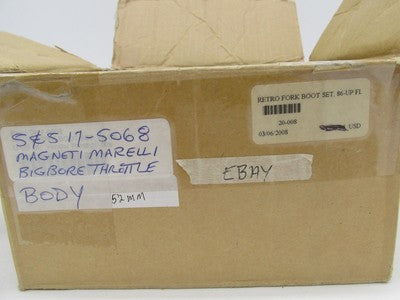 RETRO FORK BOOT SET, 86-UP FL
20-008
03/06/2008 USD
S&S 17-5068
MAGNETI MARELLI
BIGBORE THROTTLE
BODY 52MM
EBAY